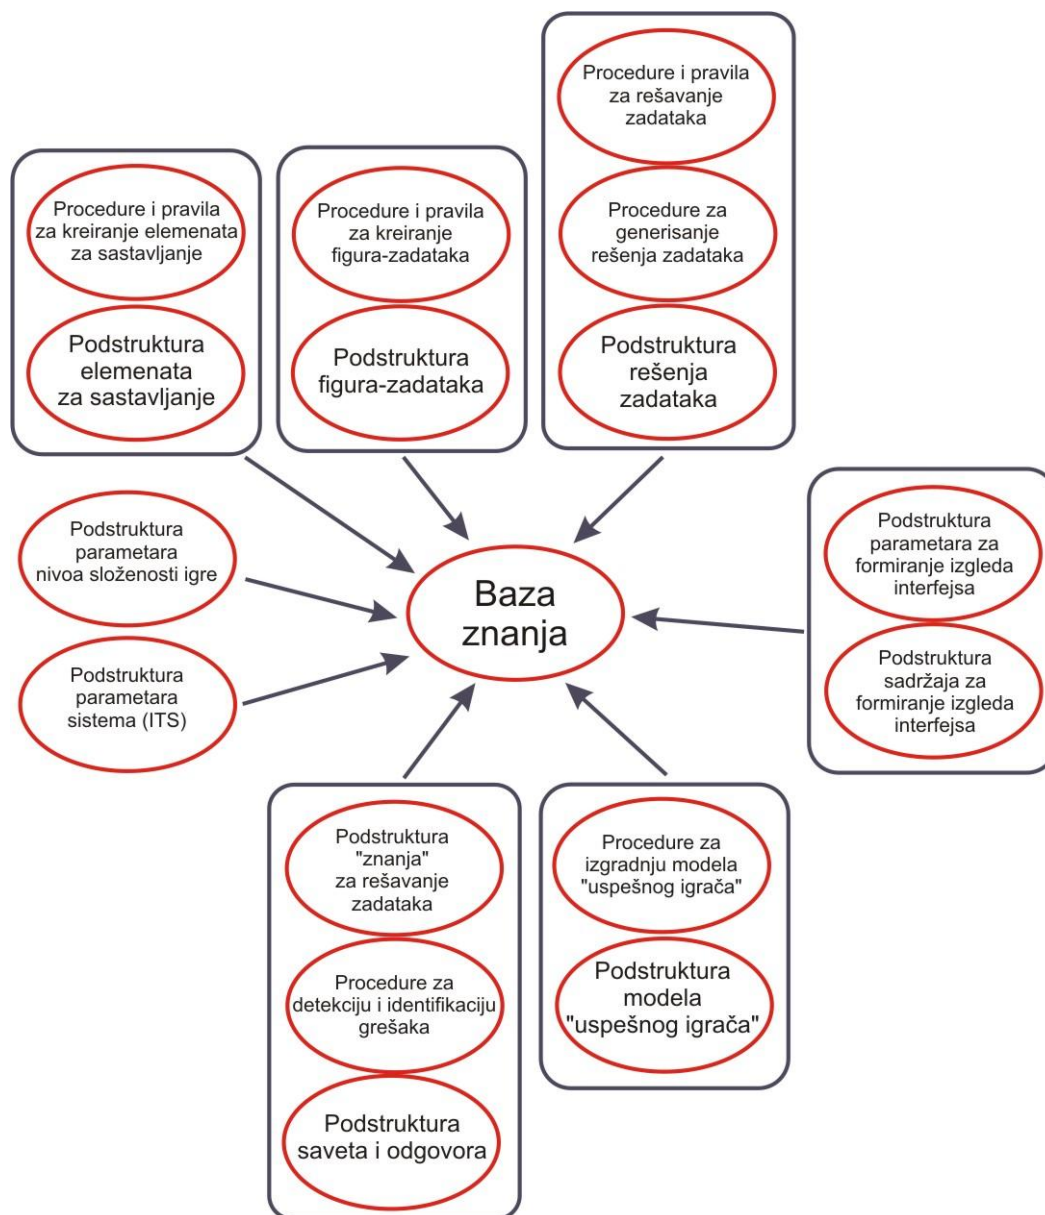 Procedure i pravila
za rešavanje
zadataka
Procedure i pravila
za kreiranje elemenata
za sastavljanje
Procedure i pravila
za kreiranje
figura-zadataka
Procedure za
generisanje
rešenja zadataka
Podstruktura
elemenata
za sastavljanje
Podstruktura
figura-zadataka
Podstruktura
rešenja
zadataka
Podstruktura
parametara
nivoa složenosti igre
Podstruktura
parametara
sistema (ITS)
Baza
znanja
Podstruktura
parametara za
formiranje izgleda
interfejsa
Podstruktura
sadržaja za
formiranje izgleda
interfejsa
Podstruktura
"znanja"
za rešavanje
zadataka
Procedure za
detekciju i identifikaciju
grešaka
Podstruktura
saveta i odgovora
Procedure za
izgradnju modela
"uspešnog igrača"
Podstruktura
modela
"uspešnog igrača"